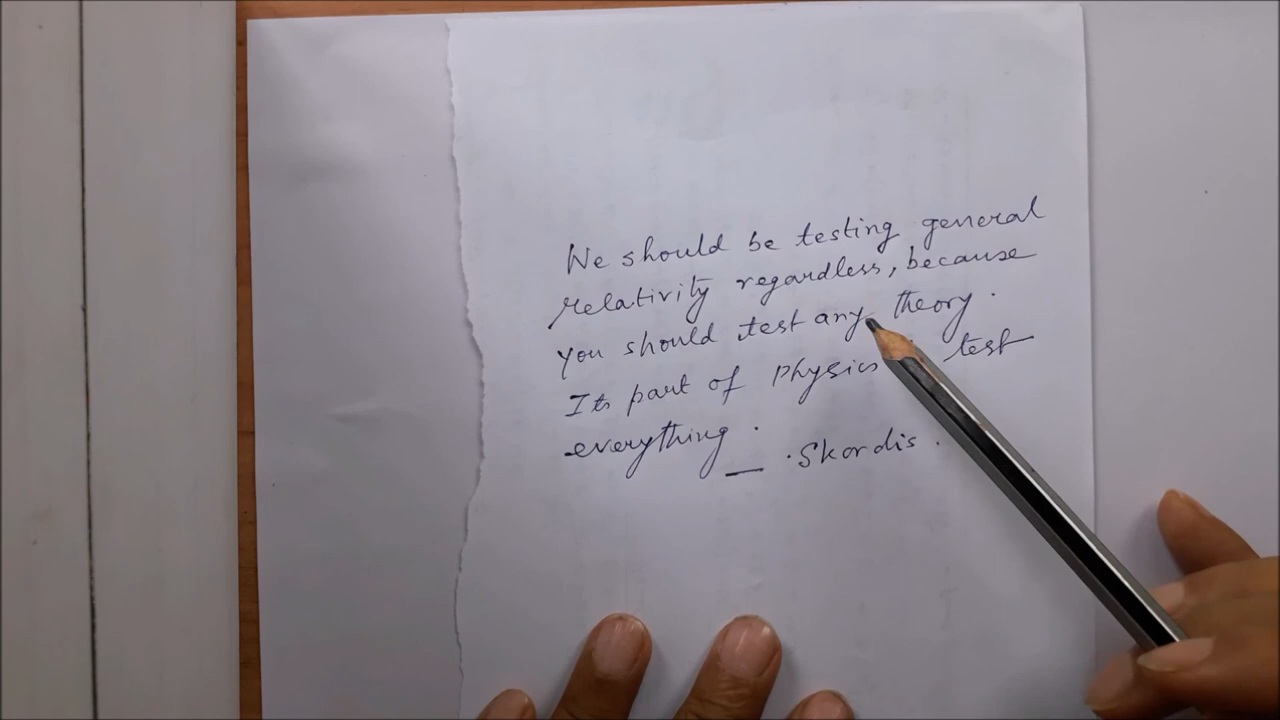 We should be testing general
relativity regardless, because
you should test any theory.
Its part of physics test
everything. _ . Skordis.